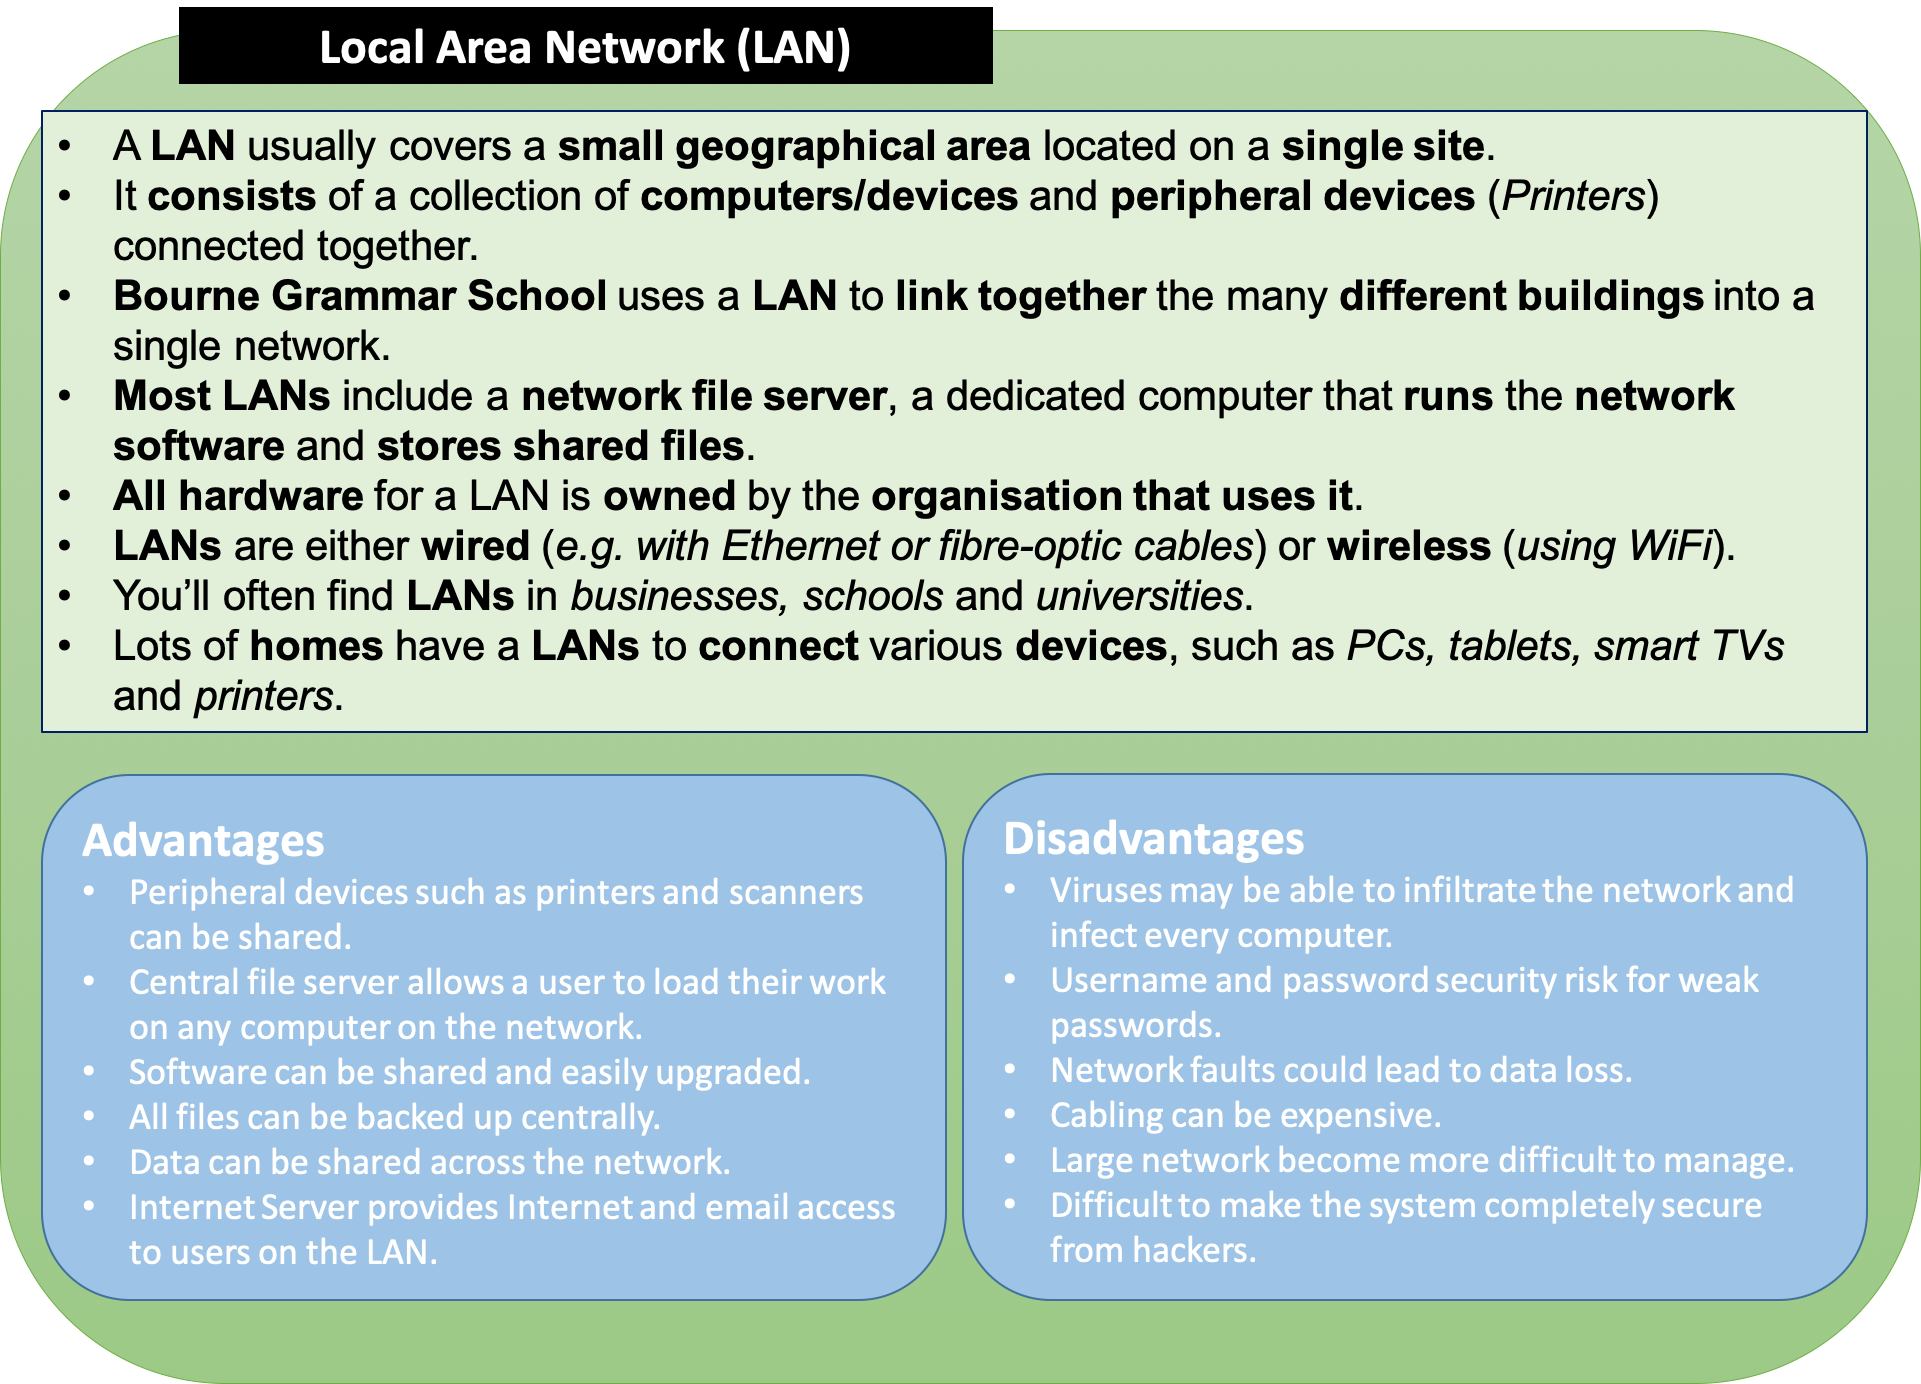 Local Area Network (LAN)
• A LAN usually covers a small geographical area located on a single site.
• It consists of a collection of computers/devices and peripheral devices (Printers)
connected together.
• Bourne Grammar School uses a LAN to link together the many different buildings into a
single network.
• Most LANs include a network file server, a dedicated computer that runs the network
software and stores shared files.
• All hardware for a LAN is owned by the organisation that uses it.
• LANs are either wired (e.g. with Ethernet or fibre-optic cables) or wireless (using WiFi).
• You’ll often find LANs in businesses, schools and universities.
• Lots of homes have a LANs to connect various devices, such as PCs, tablets, smart TVs
and printers.
Advantages
• Peripheral devices such as printers and scanners
can be shared.
• Central file server allows a user to load their work
on any computer on the network.
• Software can be shared and easily upgraded.
• All files can be backed up centrally.
• Data can be shared across the network.
• Internet Server provides Internet and email access
to users on the LAN.
Disadvantages
• Viruses may be able to infiltrate the network and
infect every computer.
• Username and password security risk for weak
passwords.
• Network faults could lead to data loss.
• Cabling can be expensive.
• Large network become more difficult to manage.
• Difficult to make the system completely secure
from hackers.